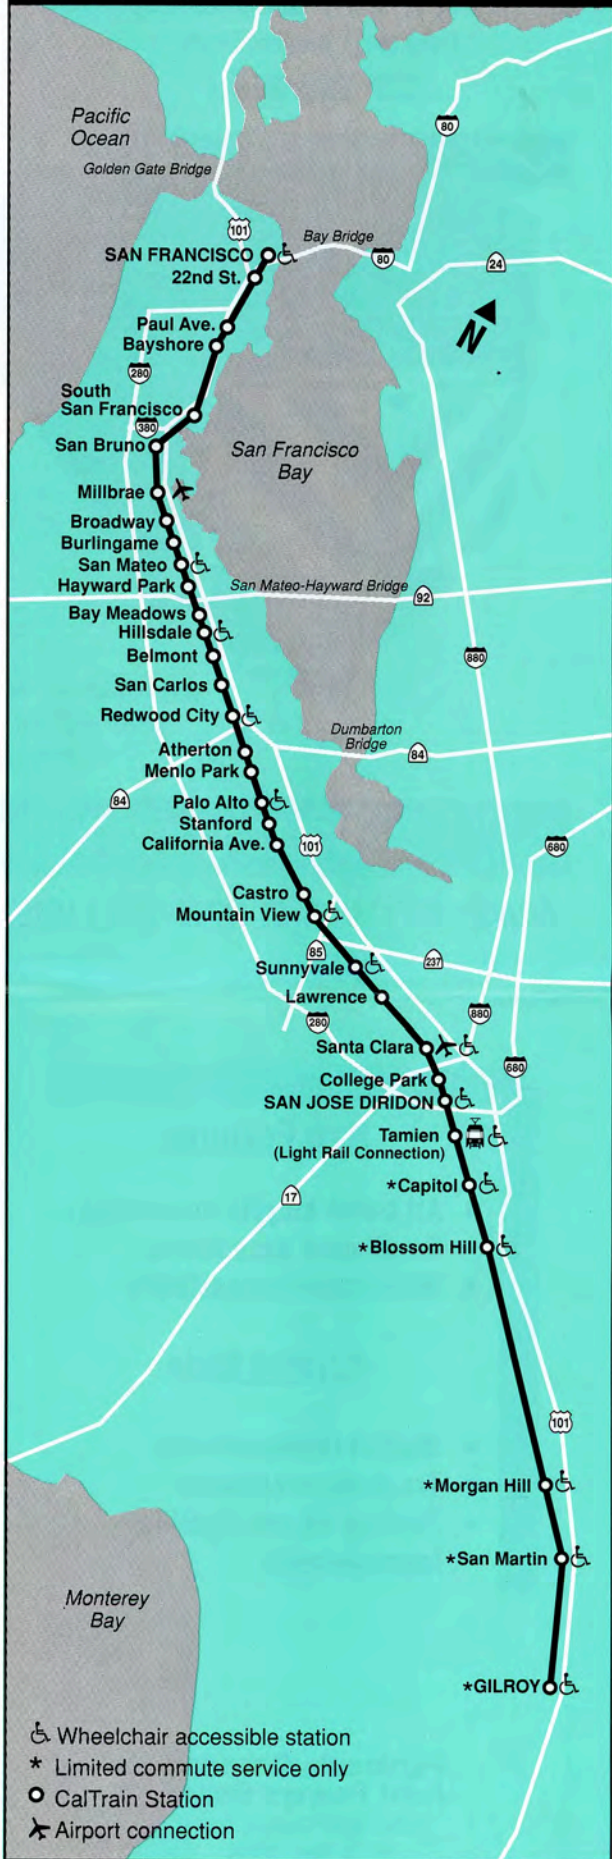 80
Pacific
Ocean
Golden Gate Bridge
101
Bay Bridge
SAN FRANCISCO
80
24
22nd St.
N
Paul Ave.
Bayshore
280
South
San Francisco
380
San Bruno
San Francisco
Bay
Millbrae
Broadway
Burlingame
San Mateo
Hayward Park
San Mateo-Hayward Bridge
92
Bay Meadows
Hillsdale
Belmont
880
San Carlos
Redwood City
Dumbarton
Bridge
84
Atherton
Menlo Park
84
Palo Alto
Stanford
California Ave.
101
680
Castro
Mountain View
85
237
Sunnyvale
Lawrence
280
880
Santa Clara
680
College Park
SAN JOSE DIRIDON
Tamien
(Light Rail Connection)
*Capitol
17
*Blossom Hill
101
*Morgan Hill
*San Martin
Monterey
Bay
*GILROY
Wheelchair accessible station
* Limited commute service only
CalTrain Station
Airport connection